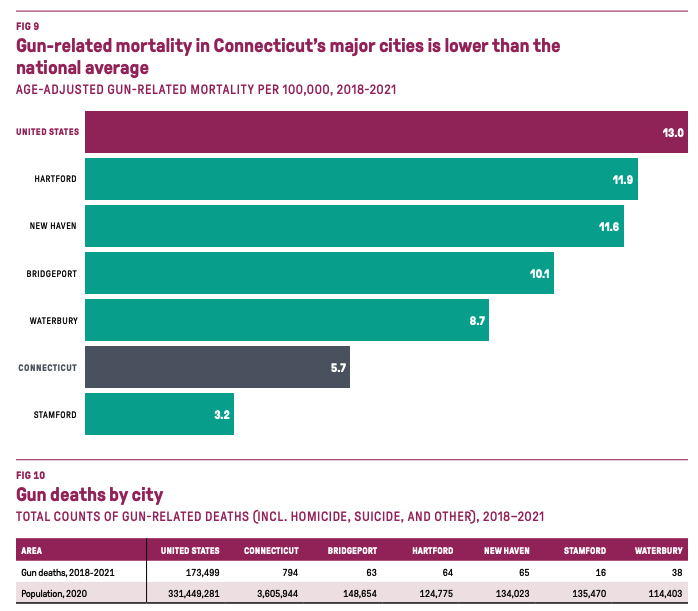 FIG 9
Gun-related mortality in Connecticut's major cities is lower than the
national average
AGE-ADJUSTED GUN-RELATED MORTALITY PER 100,000, 2018-2021
UNITED STATES 13.0
HARTFORD 11.9
NEW HAVEN 11.6
BRIDGEPORT 10.1
WATERBURY 8.7
CONNECTICUT 5.7
STAMFORD 3.2
FIG 10
Gun deaths by city
TOTAL COUNTS OF GUN-RELATED DEATHS (INCL. HOMICIDE, SUICIDE, AND OTHER), 2018–2021
AREA UNITED STATES CONNECTICUT BRIDGEPORT HARTFORD NEW HAVEN STAMFORD WATERBURY
Gun deaths, 2018-2021 173,499 794 63 64 65 16 38
Population, 2020 331,449,281 3,605,944 148,654 124,775 134,023 135,470 114,403